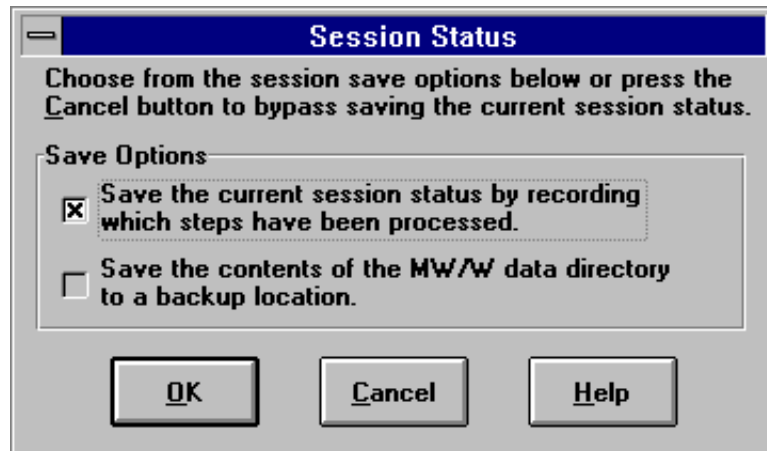 Session Status
Choose from the session save options below or press the
Cancel button to bypass saving the current session status.
Save Options
Save the current session status by recording
which steps have been processed.
Save the contents of the MW/W data directory
to a backup location.
OK
Cancel
Help